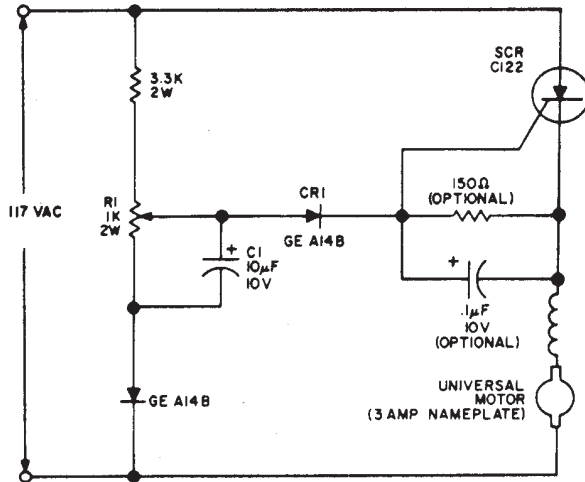 SCR
C122
3.3K
2W
117 VAC
R1
1K
2W
CR1
GE A14B
150Ω
(OPTIONAL)
+
C1
10µF
10V
+
.1µF
10V
(OPTIONAL)
GE A14B
UNIVERSAL
MOTOR
(3 AMP NAMEPLATE)